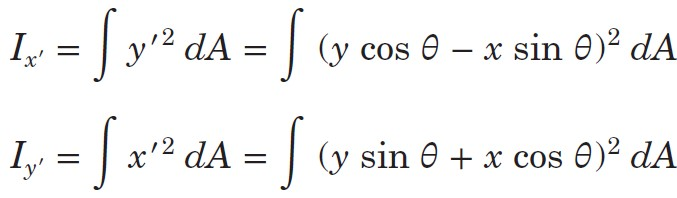 I_{x'} = ∫ y'² dA = ∫ (y cos θ − x sin θ)² dA
I_{y'} = ∫ x'² dA = ∫ (y sin θ + x cos θ)² dA